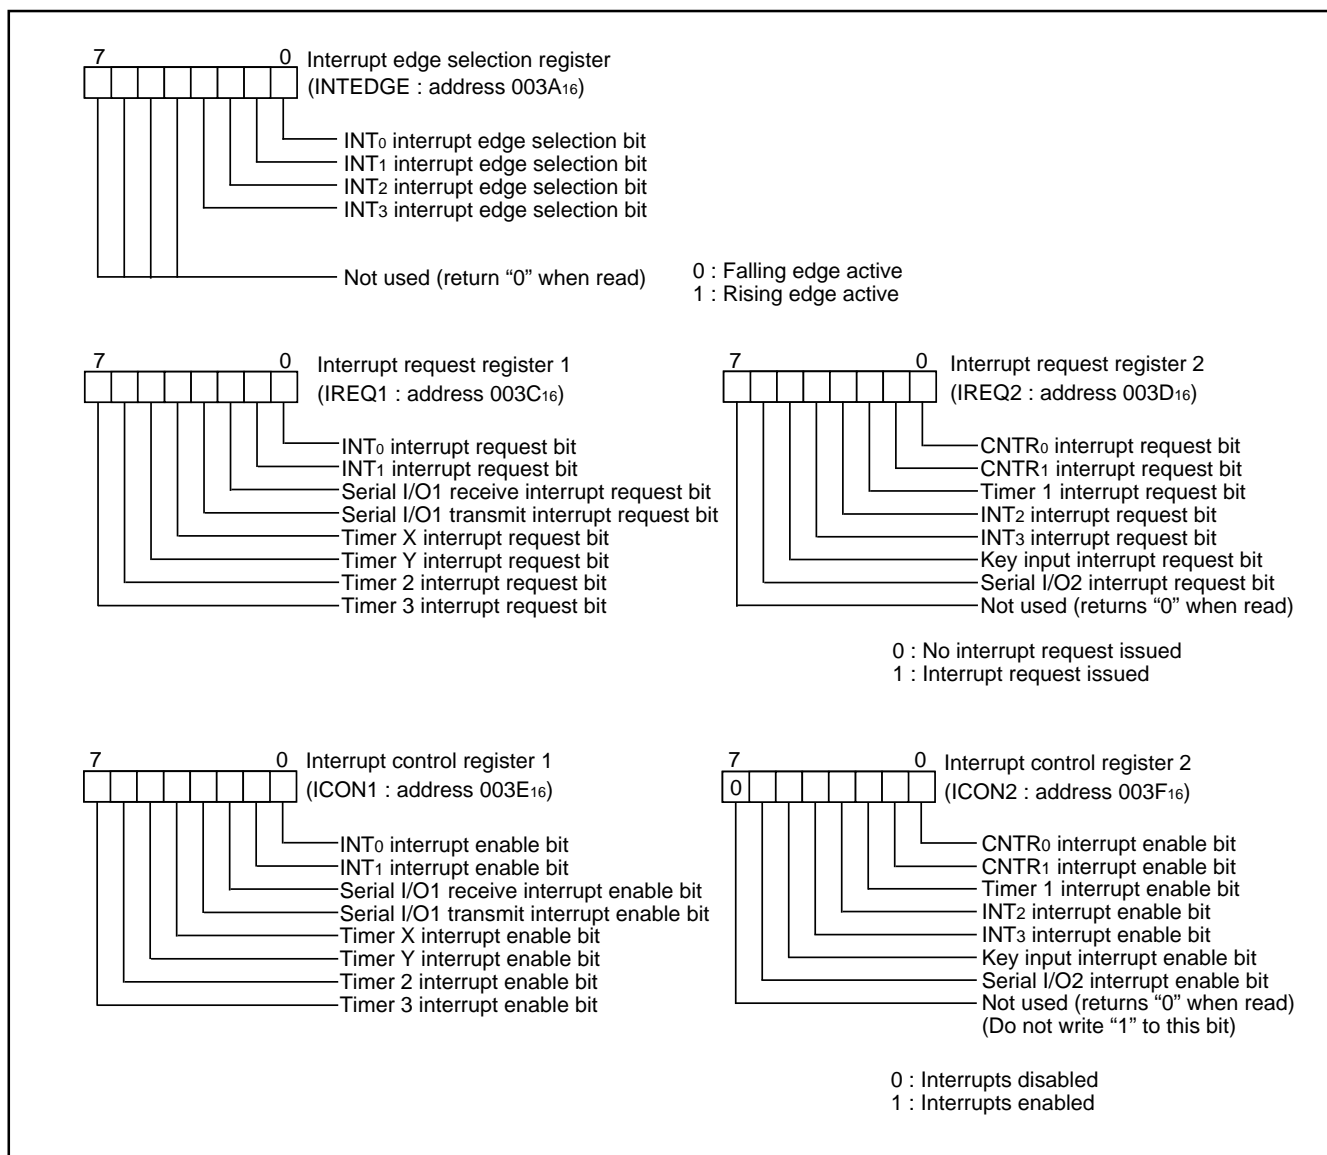 7 0 Interrupt edge selection register
(INTEDGE : address 003A16)
INT0 interrupt edge selection bit
INT1 interrupt edge selection bit
INT2 interrupt edge selection bit
INT3 interrupt edge selection bit
Not used (return “0” when read)
0 : Falling edge active
1 : Rising edge active
7 0 Interrupt request register 1
(IREQ1 : address 003C16)
INT0 interrupt request bit
INT1 interrupt request bit
Serial I/O1 receive interrupt request bit
Serial I/O1 transmit interrupt request bit
Timer X interrupt request bit
Timer Y interrupt request bit
Timer 2 interrupt request bit
Timer 3 interrupt request bit
7 0 Interrupt request register 2
(IREQ2 : address 003D16)
CNTR0 interrupt request bit
CNTR1 interrupt request bit
Timer 1 interrupt request bit
INT2 interrupt request bit
INT3 interrupt request bit
Key input interrupt request bit
Serial I/O2 interrupt request bit
Not used (returns “0” when read)
0 : No interrupt request issued
1 : Interrupt request issued
7 0 Interrupt control register 1
(ICON1 : address 003E16)
INT0 interrupt enable bit
INT1 interrupt enable bit
Serial I/O1 receive interrupt enable bit
Serial I/O1 transmit interrupt enable bit
Timer X interrupt enable bit
Timer Y interrupt enable bit
Timer 2 interrupt enable bit
Timer 3 interrupt enable bit
7 0 Interrupt control register 2
0 (ICON2 : address 003F16)
CNTR0 interrupt enable bit
CNTR1 interrupt enable bit
Timer 1 interrupt enable bit
INT2 interrupt enable bit
INT3 interrupt enable bit
Key input interrupt enable bit
Serial I/O2 interrupt enable bit
Not used (returns “0” when read)
(Do not write “1” to this bit)
0 : Interrupts disabled
1 : Interrupts enabled